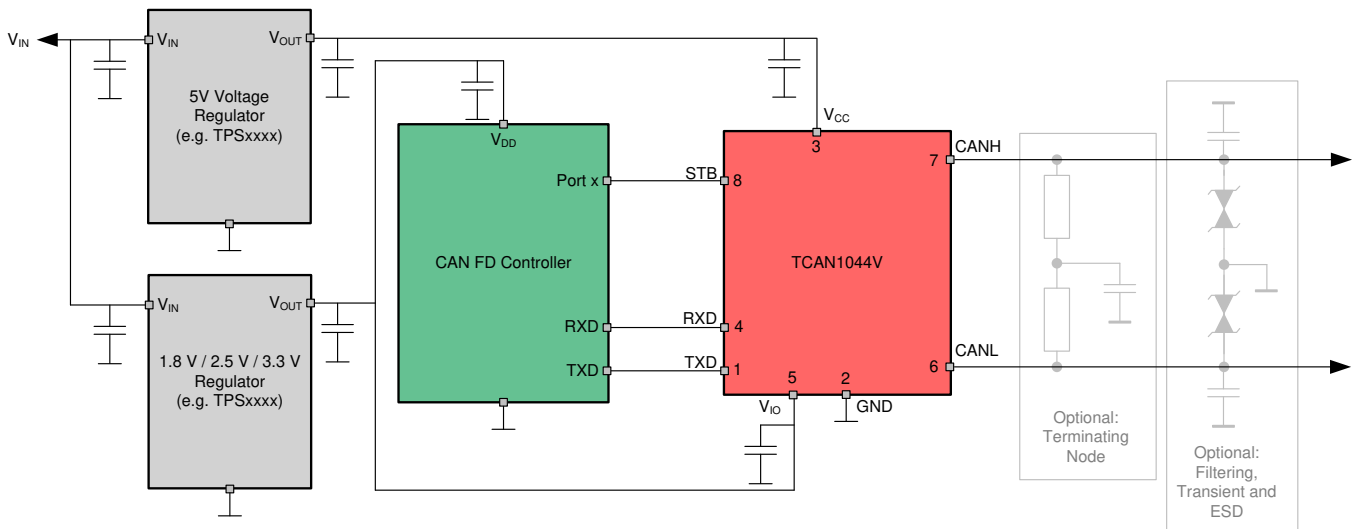 VIN
VIN
VOUT
5V Voltage
Regulator
(e.g. TPSxxxx)
VIN
VOUT
1.8 V / 2.5 V / 3.3 V
Regulator
(e.g. TPSxxxx)
VDD
Port x
CAN FD Controller
RXD
TXD
STB
RXD
TXD
VCC
3
8
7
TCAN1044V
4
1
5
2
6
VIO
GND
CANH
CANL
Optional:
Terminating
Node
Optional:
Filtering,
Transient and
ESD